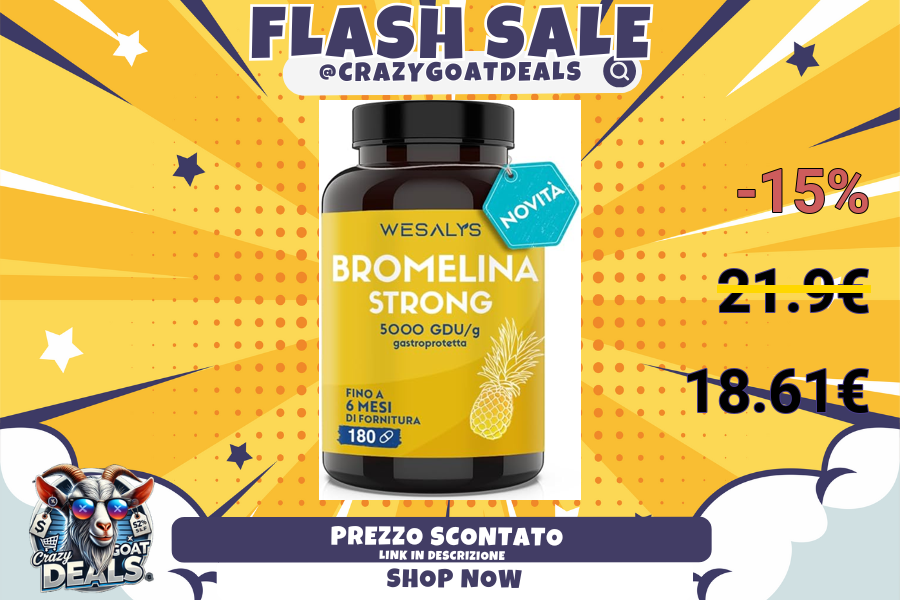 FLASH SALE
@CRAZYGOATDEALS
NOVITÀ
-15%
WESALYS
BROMELINA
STRONG
5000 GDU/g
gastroprotetta
21.9€
18.61€
FINO A
6 MESI
DI FORNITURA
180
$
52%
Crazy
GOAT
DEALS
PREZZO SCONTATO
LINK IN DESCRIZIONE
SHOP NOW